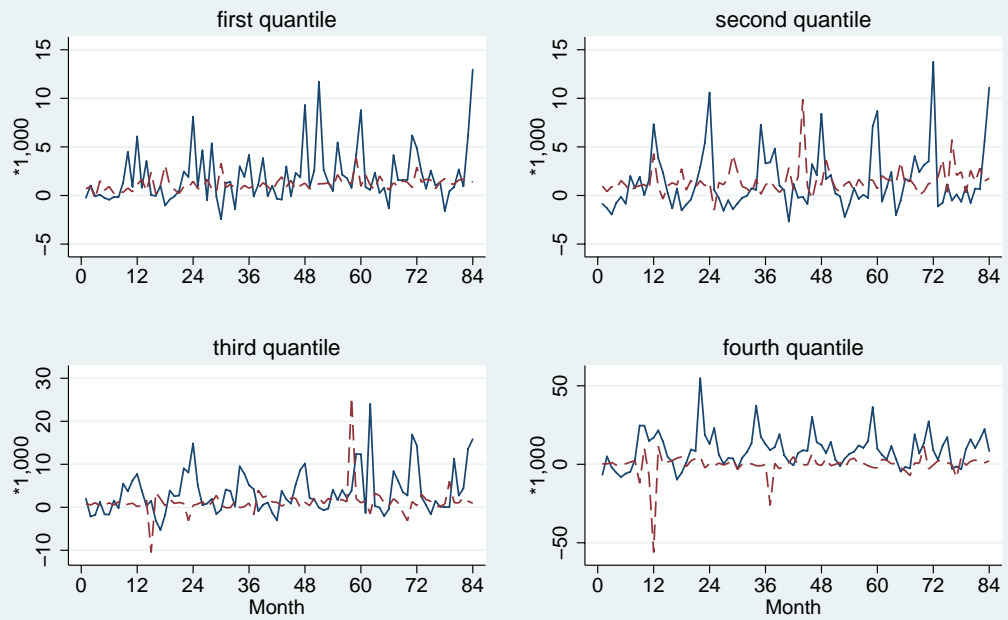 first quantile
*1,000
15
10
5
0
−5
0 12 24 36 48 60 72 84
second quantile
*1,000
15
10
5
0
−5
0 12 24 36 48 60 72 84
third quantile
*1,000
30
20
10
0
−10
0 12 24 36 48 60 72 84
Month
fourth quantile
*1,000
50
0
−50
0 12 24 36 48 60 72 84
Month